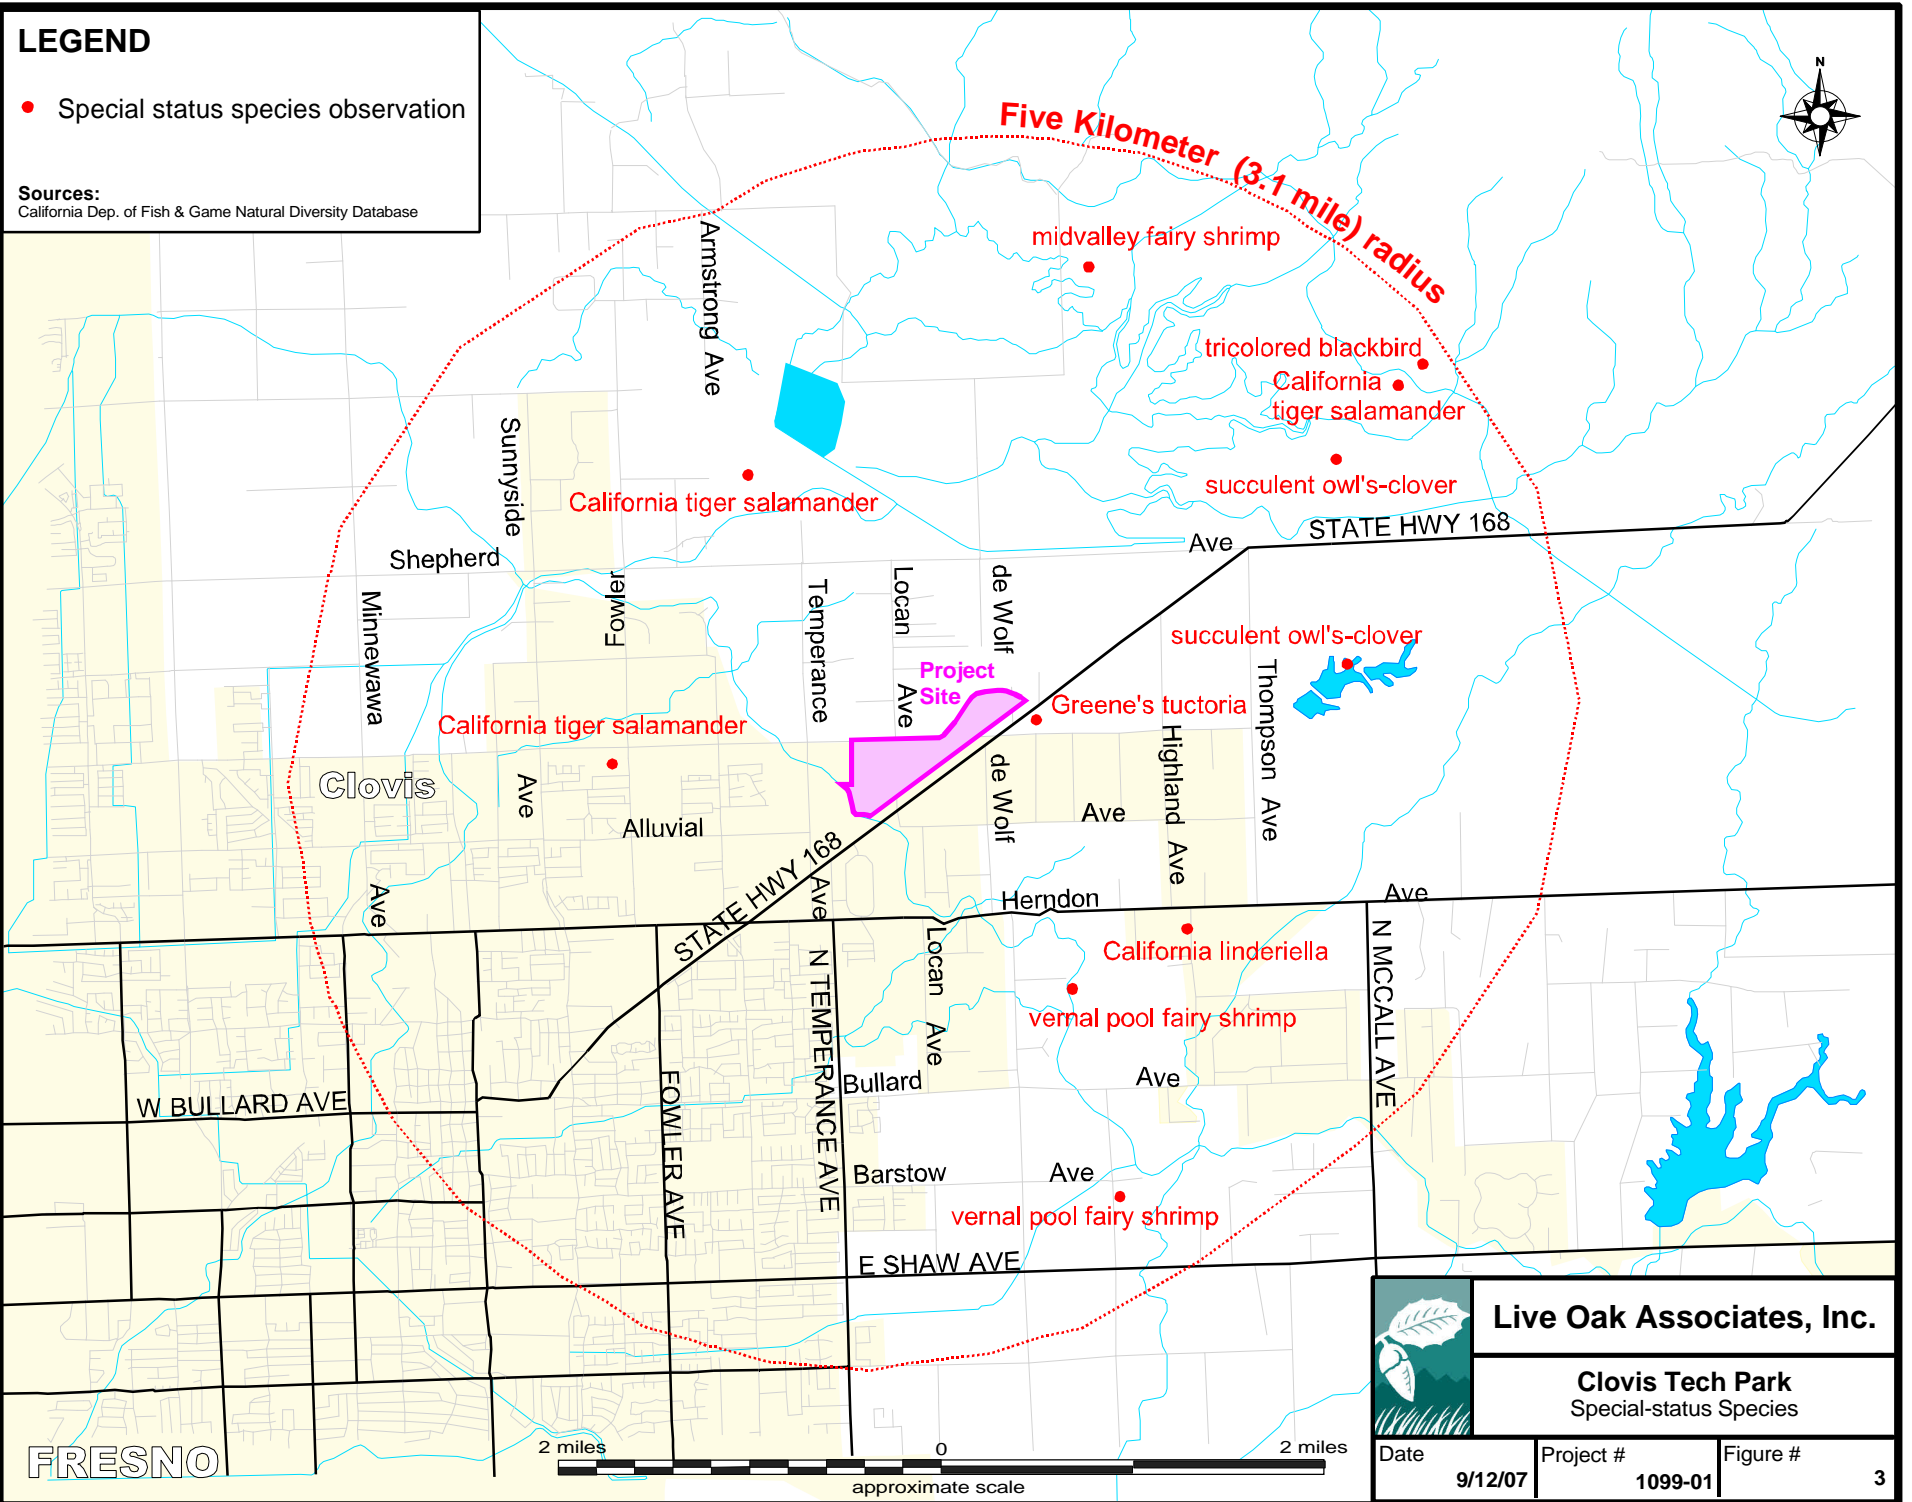 LEGEND
Special status species observation
Sources:
California Dep. of Fish & Game Natural Diversity Database
N
Five Kilometer (3.1 mile) radius
midvalley fairy shrimp
Armstrong Ave
tricolored blackbird
California
tiger salamander
succulent owl's-clover
California tiger salamander
Sunnyside
Shepherd
Ave
STATE HWY 168
Minnewawa
Fowler
Temperance
Locan
de Wolf
succulent owl's-clover
Project
Site
Ave
Greene's tuctoria
Thompson Ave
Highland Ave
California tiger salamander
Clovis
Ave
Alluvial
de Wolf
Ave
STATE HWY 168
Ave
Ave
Herndon
Ave
California linderiella
N MCCALL AVE
Locan Ave
N TEMPERANCE AVE
vernal pool fairy shrimp
Bullard
Ave
W BULLARD AVE
FOWLER AVE
Barstow
Ave
vernal pool fairy shrimp
E SHAW AVE
FRESNO
2 miles
0
2 miles
approximate scale
Live Oak Associates, Inc.
Clovis Tech Park
Special-status Species
Date
9/12/07
Project #
1099-01
Figure #
3